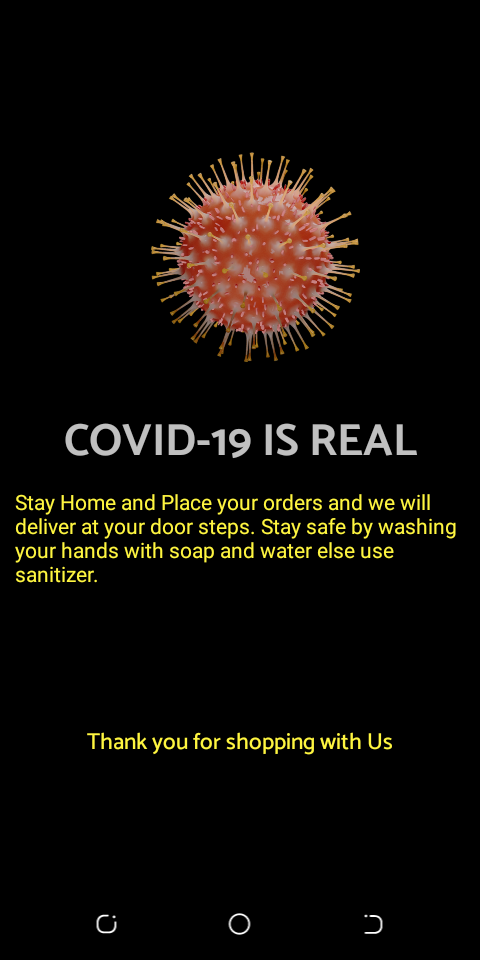 COVID-19 IS REAL
Stay Home and Place your orders and we will
deliver at your door steps. Stay safe by washing
your hands with soap and water else use
sanitizer.
Thank you for shopping with Us